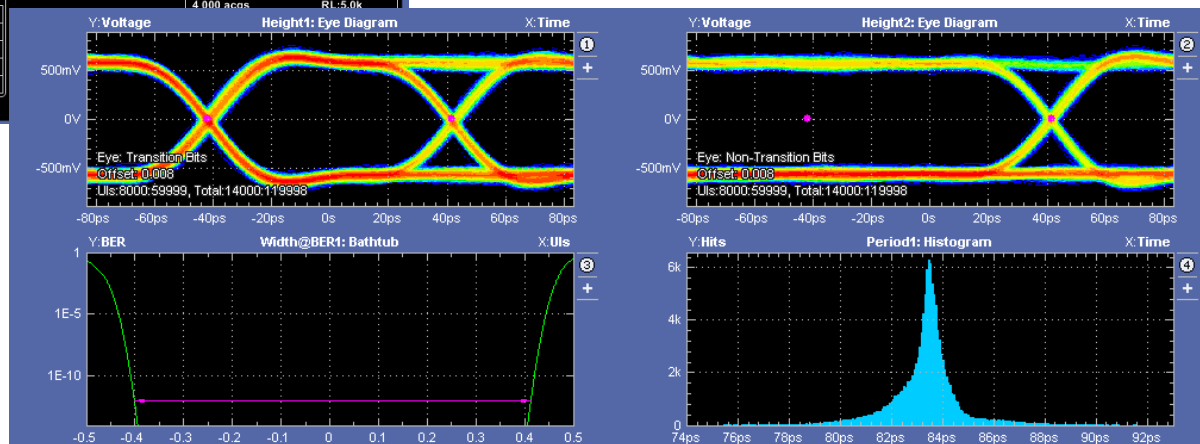 4 000 acqs RL:5.0k
Y:Voltage Height1: Eye Diagram X:Time
1
+
500mV
0V
-500mV
Eye: Transition Bits
Offset: 0.008
UIs:8000:59999, Total:14000:119998
-80ps -60ps -40ps -20ps 0s 20ps 40ps 60ps 80ps
Y:Voltage Height2: Eye Diagram X:Time
2
+
500mV
0V
-500mV
Eye: Non-Transition Bits
Offset: 0.008
UIs:8000:59999, Total:14000:119998
-80ps -60ps -40ps -20ps 0s 20ps 40ps 60ps 80ps
Y:BER Width@BER1: Bathtub X:UIs
3
+
1
1E-5
1E-10
-0.5 -0.4 -0.3 -0.2 -0.1 0 0.1 0.2 0.3 0.4 0.5
Y:Hits Period1: Histogram X:Time
4
+
6k
4k
2k
0
74ps 76ps 78ps 80ps 82ps 84ps 86ps 88ps 90ps 92ps